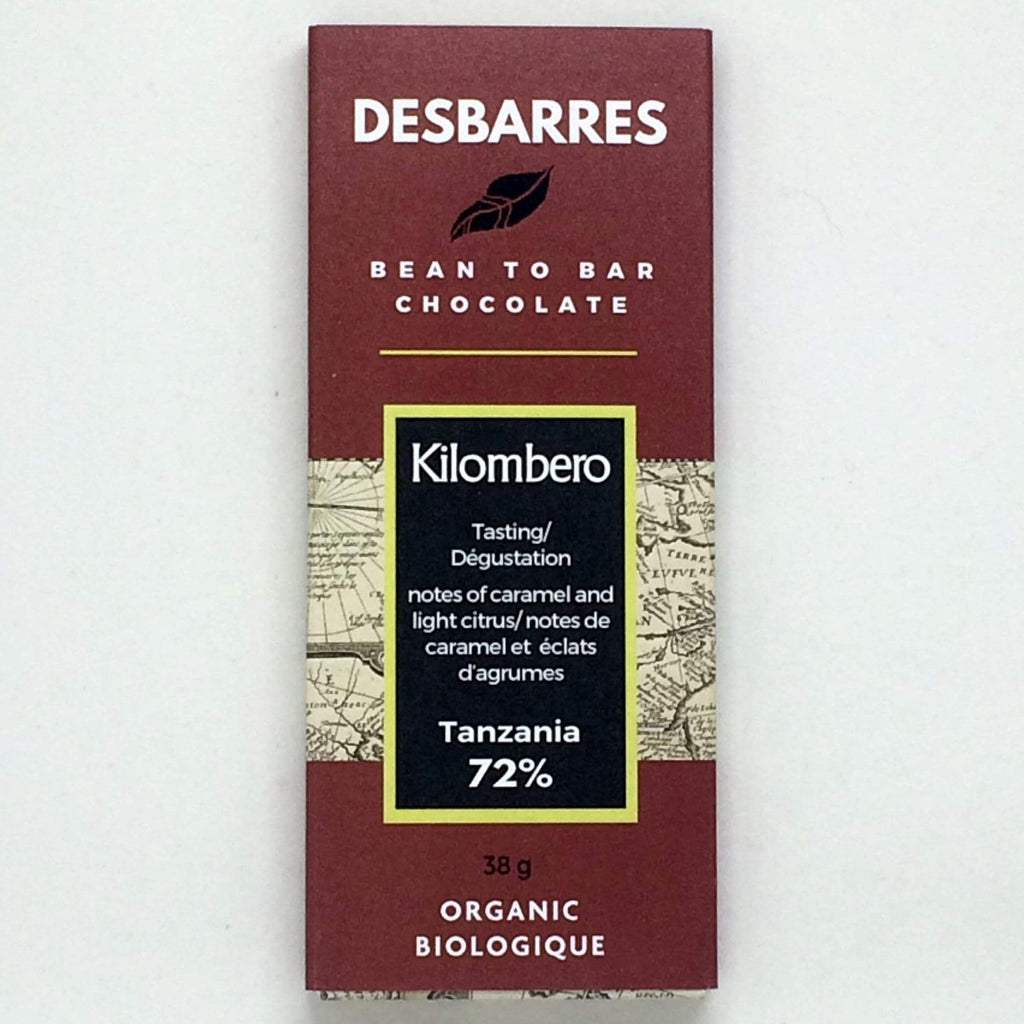 DESBARRES
BEAN TO BAR
CHOCOLATE
Kilombero
Tasting/
Dégustation
notes of caramel and
light citrus/ notes de
caramel et éclats
d'agrumes
Tanzania
72%
38 g
ORGANIC
BIOLOGIQUE
TERRE